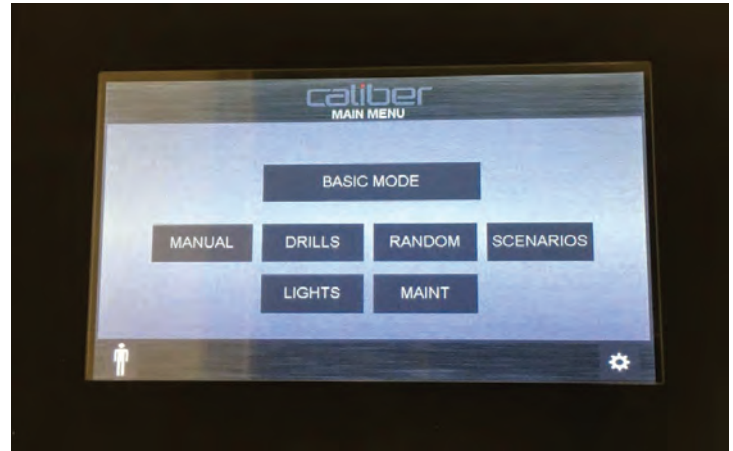 caliber
MAIN MENU
BASIC MODE
MANUAL DRILLS RANDOM SCENARIOS
LIGHTS MAINT